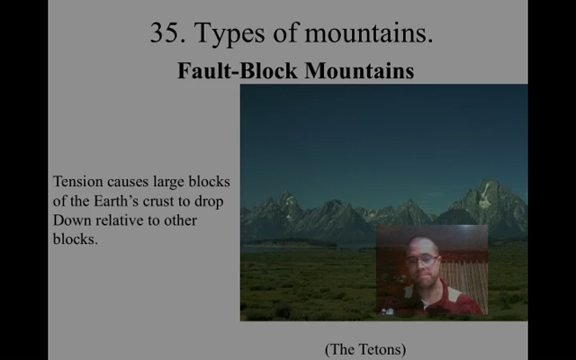 35. Types of mountains.
Fault-Block Mountains
Tension causes large blocks
of the Earth's crust to drop
Down relative to other
blocks.
(The Tetons)